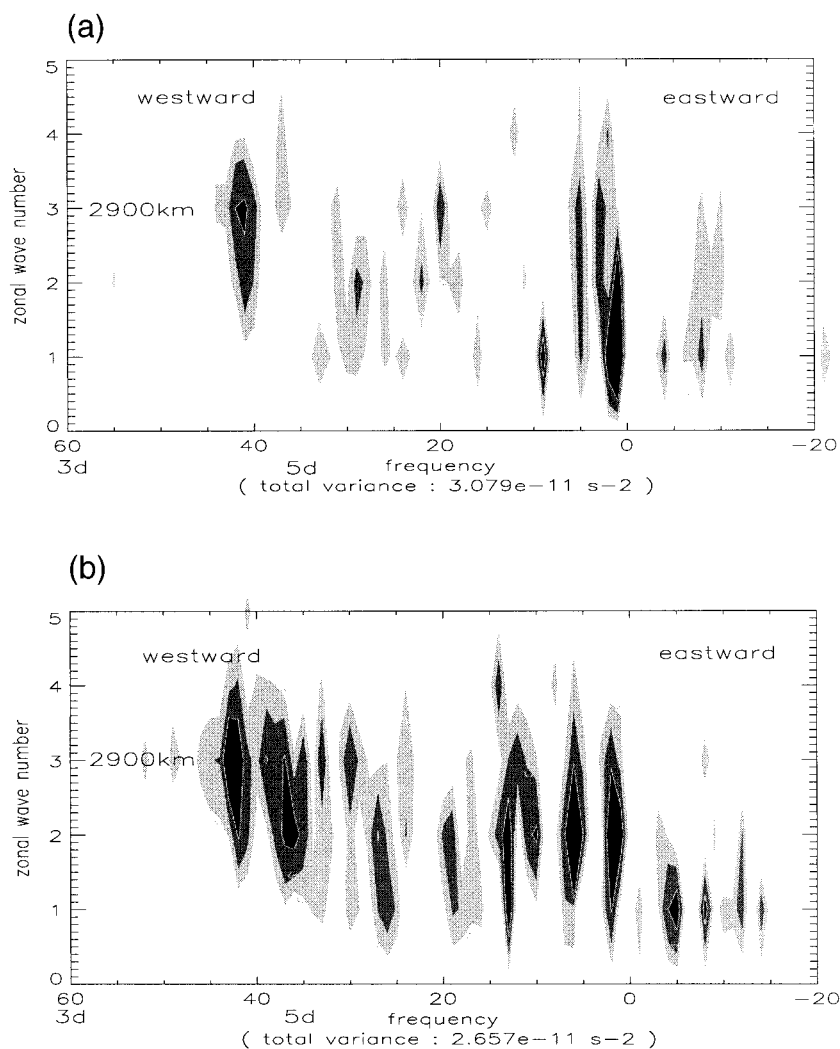 (a)
5
westward eastward
4
3 2900km
2
1
0
zonal wave number
60 40 20 0 -20
3d 5d frequency
( total variance : 3.079e-11 s-2 )
(b)
5
westward eastward
4
3 2900km
2
1
0
zonal wave number
60 40 20 0 -20
3d 5d frequency
( total variance : 2.657e-11 s-2 )